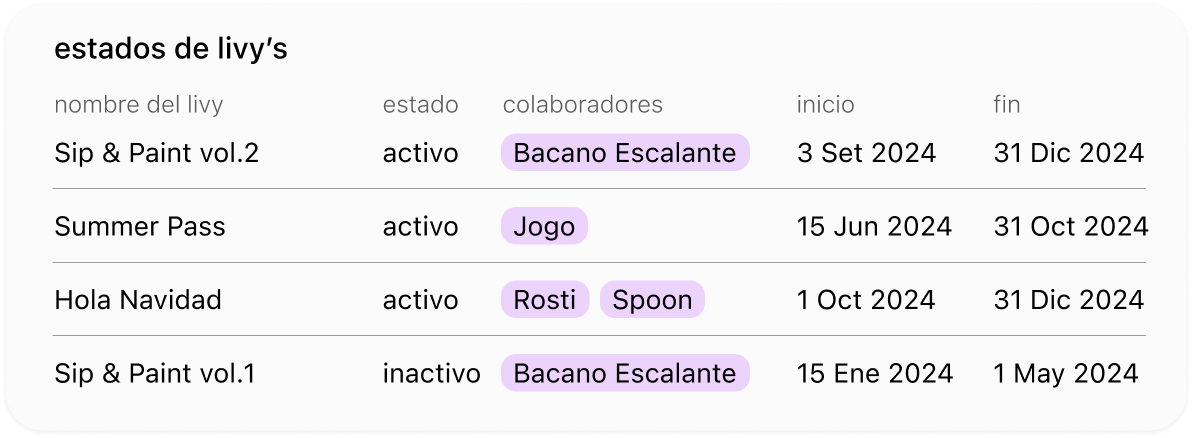 estados de livy’s
nombre del livy estado colaboradores inicio fin
Sip & Paint vol.2 activo Bacano Escalante 3 Set 2024 31 Dic 2024
Summer Pass activo Jogo 15 Jun 2024 31 Oct 2024
Hola Navidad activo Rosti Spoon 1 Oct 2024 31 Dic 2024
Sip & Paint vol.1 inactivo Bacano Escalante 15 Ene 2024 1 May 2024